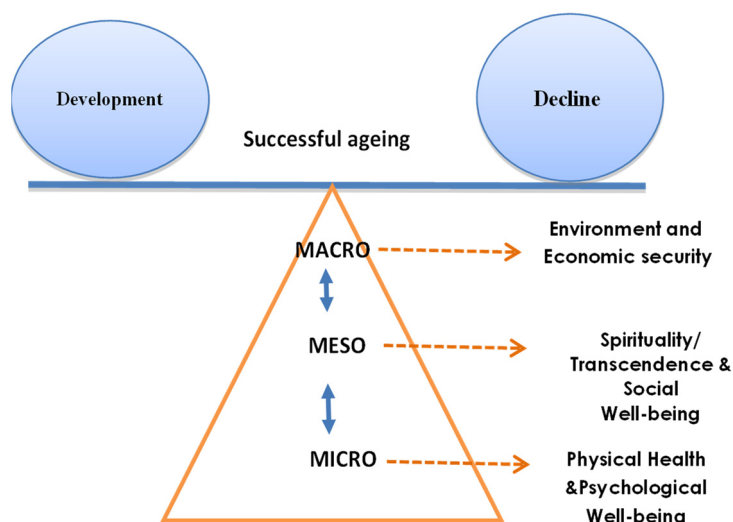 Development
Decline
Successful ageing
MACRO
Environment and
Economic security
MESO
Spirituality/
Transcendence &
Social
Well-being
MICRO
Physical Health
&Psychological
Well-being